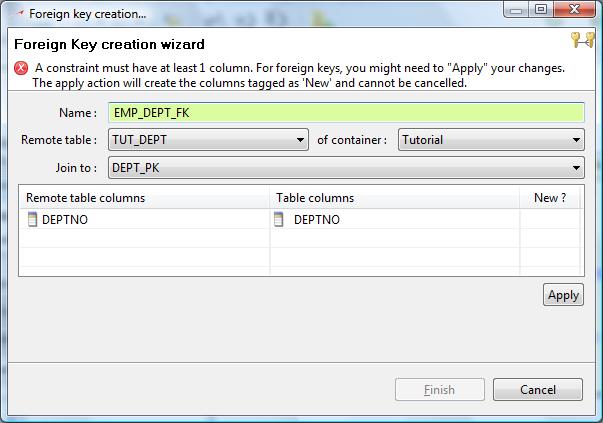 Foreign key creation...
Foreign Key creation wizard
A constraint must have at least 1 column. For foreign keys, you might need to "Apply" your changes.
The apply action will create the columns tagged as 'New' and cannot be cancelled.
Name : EMP_DEPT_FK
Remote table : TUT_DEPT of container : Tutorial
Join to : DEPT_PK
Remote table columns Table columns New ?
DEPTNO DEPTNO
Apply
Finish Cancel